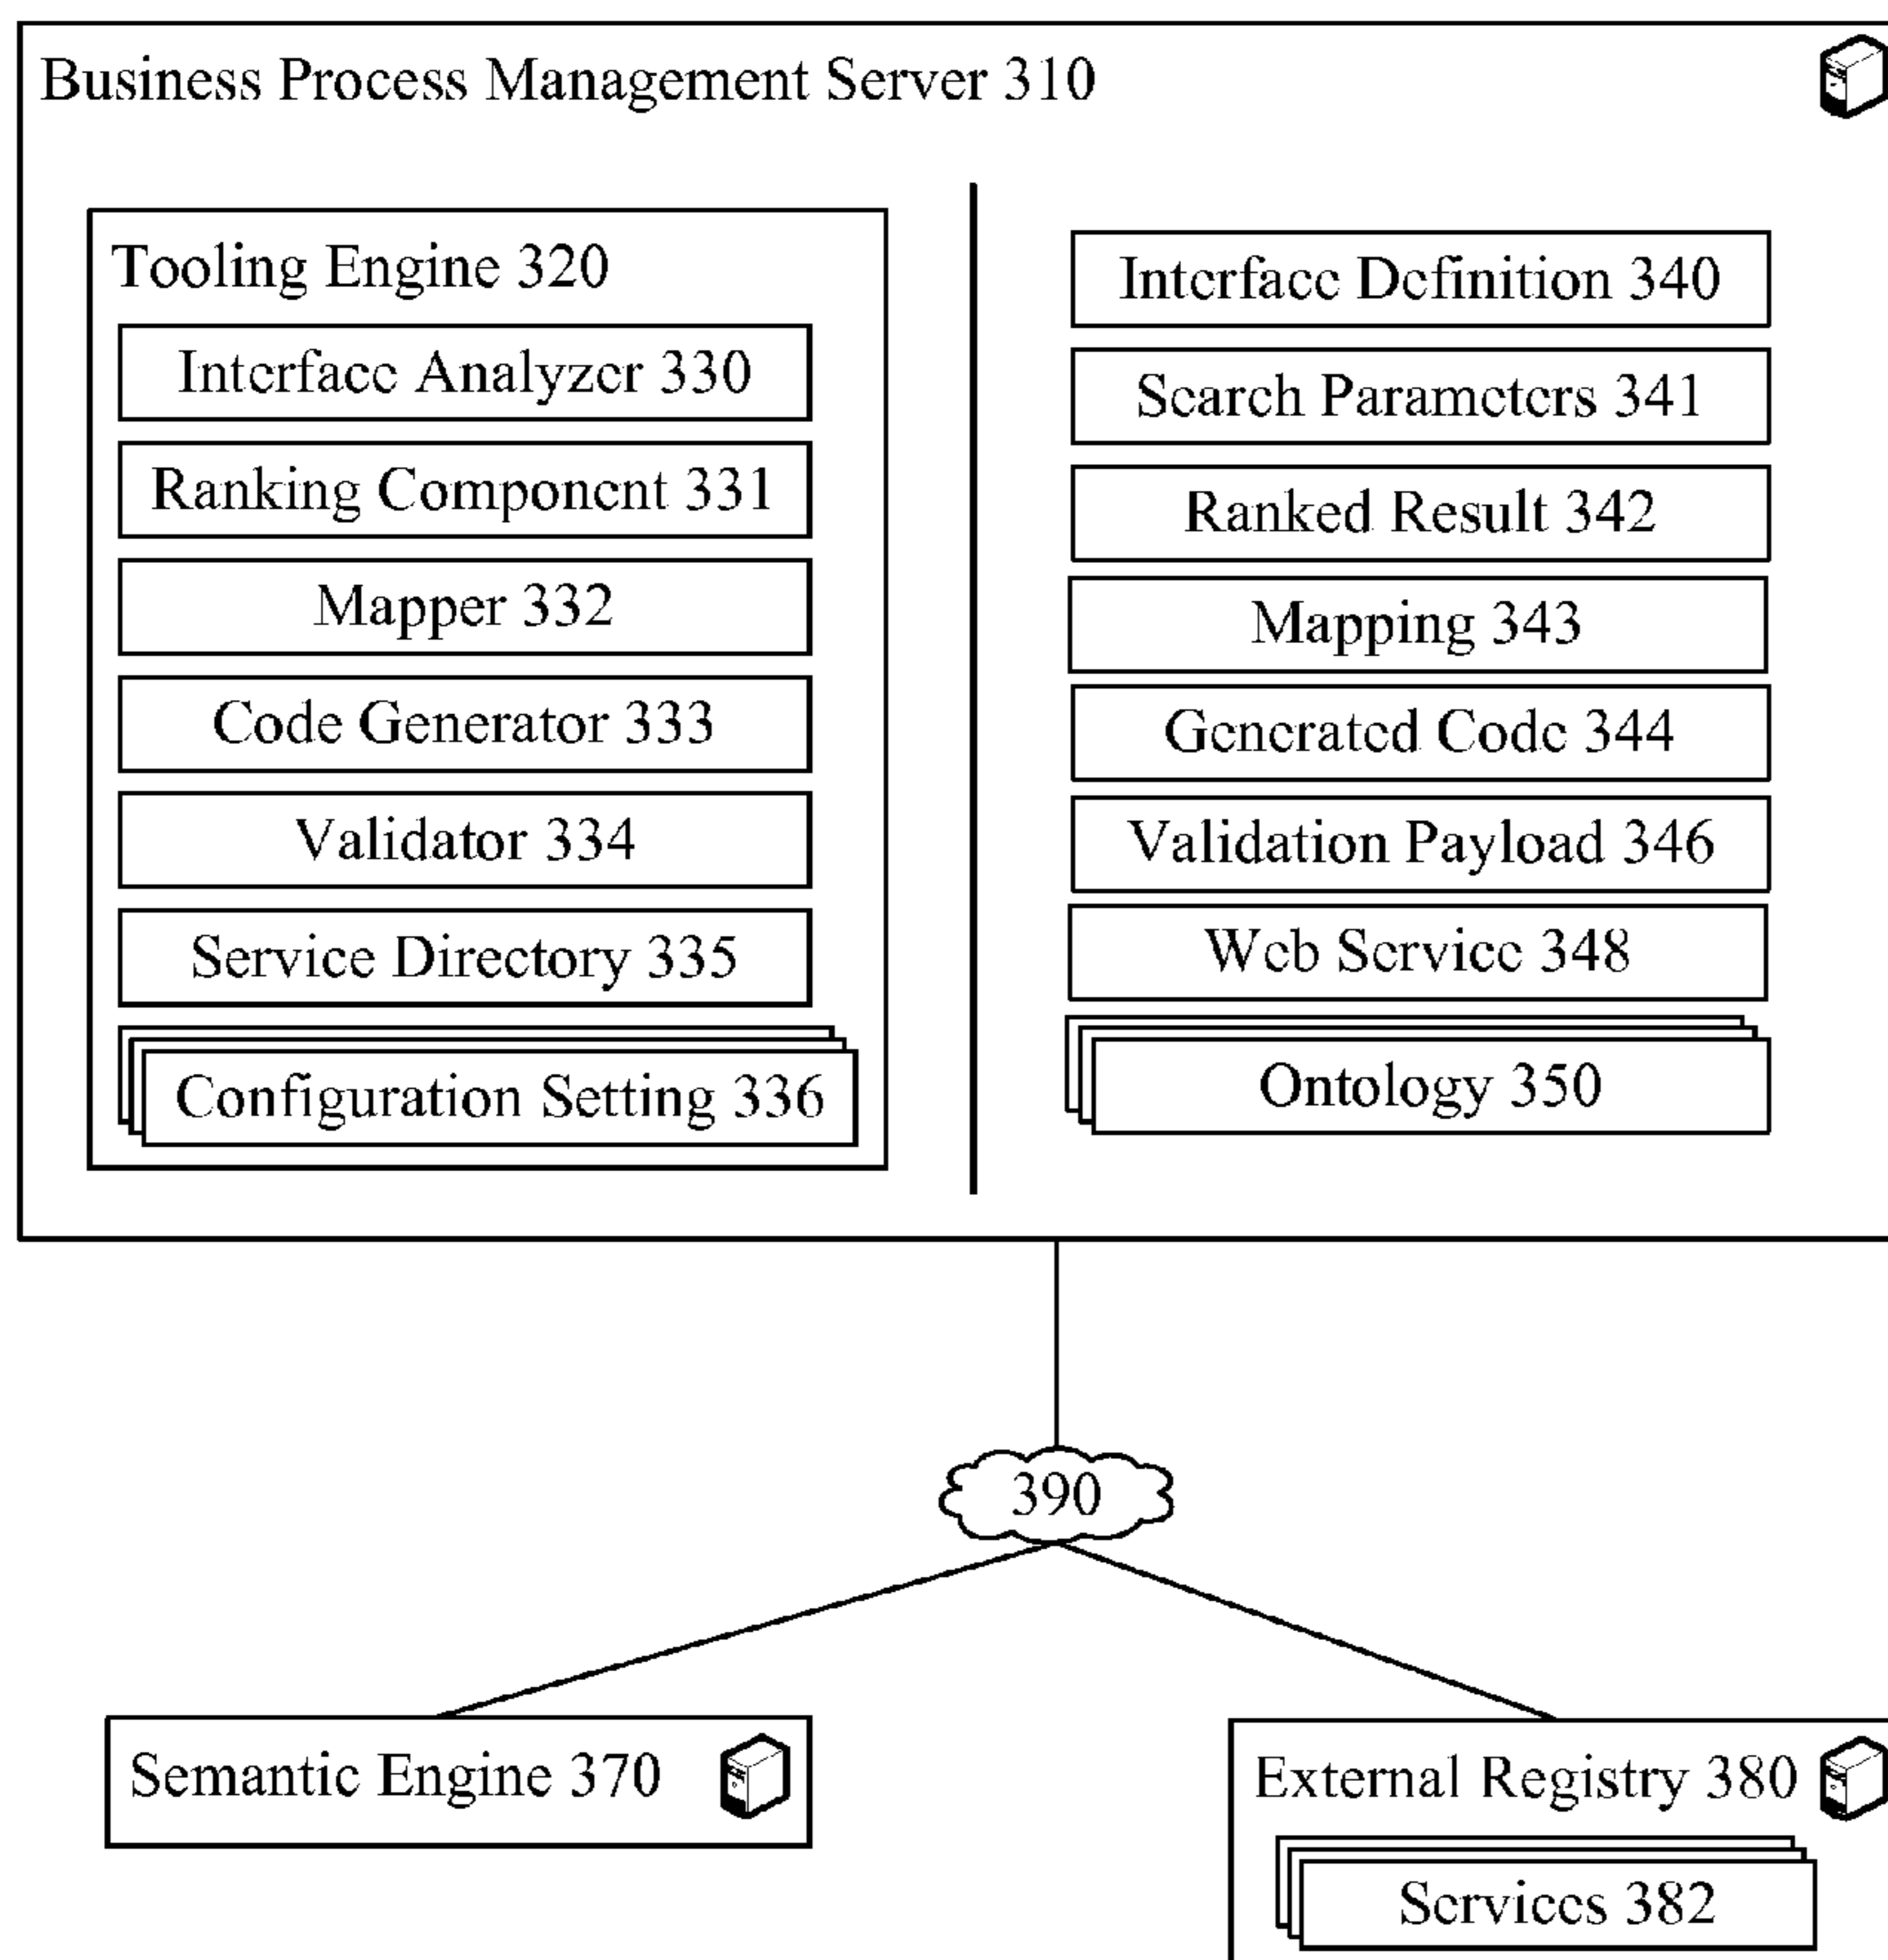 Business Process Management Server 310
Tooling Engine 320
Interface Analyzer 330
Ranking Component 331
Mapper 332
Code Generator 333
Validator 334
Service Directory 335
Configuration Setting 336
Interface Definition 340
Search Parameters 341
Ranked Result 342
Mapping 343
Generated Code 344
Validation Payload 346
Web Service 348
Ontology 350
390
Semantic Engine 370
External Registry 380
Services 382